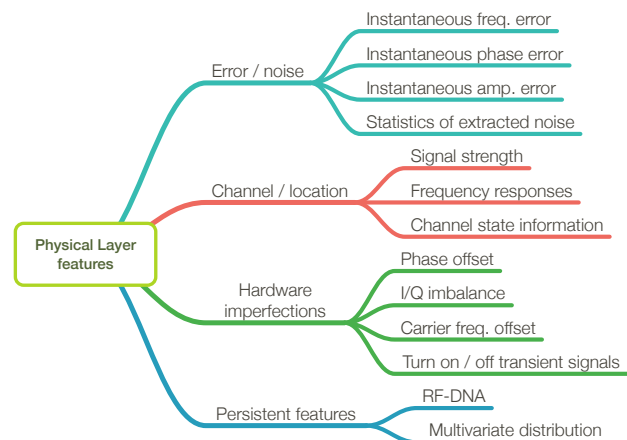 Physical Layer
features
Error / noise
Instantaneous freq. error
Instantaneous phase error
Instantaneous amp. error
Statistics of extracted noise
Channel / location
Signal strength
Frequency responses
Channel state information
Hardware
imperfections
Phase offset
I/Q imbalance
Carrier freq. offset
Turn on / off transient signals
Persistent features
RF-DNA
Multivariate distribution